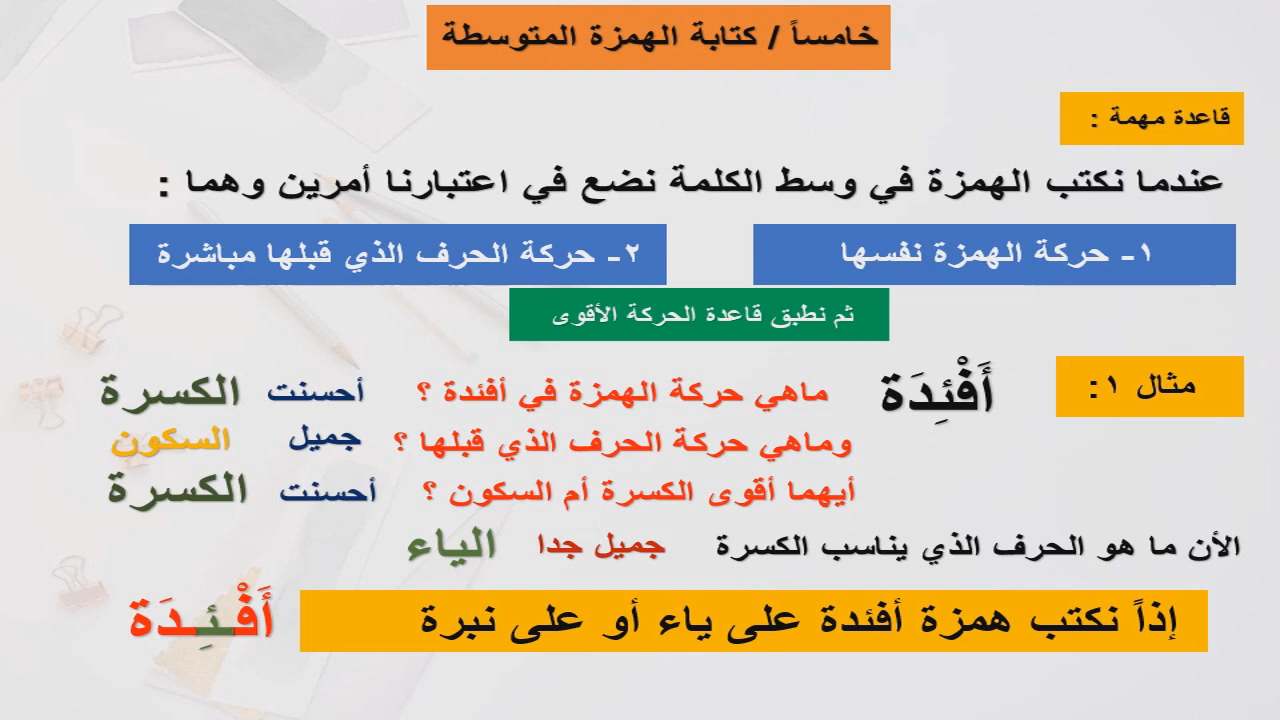 خامساً / كتابة الهمزة المتوسطة
قاعدة مهمة :
عندما نكتب الهمزة في وسط الكلمة نضع في اعتبارنا أمرين وهما :
١- حركة الهمزة نفسها
٢- حركة الحرف الذي قبلها مباشرة
ثم نطبق قاعدة الحركة الأقوى
مثال ١:
أَفْئِدَة
ماهي حركة الهمزة في أفئدة ؟ أحسنت الكسرة
وماهي حركة الحرف الذي قبلها ؟ جميل السكون
أيهما أقوى الكسرة أم السكون ؟ أحسنت الكسرة
الأن ما هو الحرف الذي يناسب الكسرة جميل جدا الياء
إذاً نكتب همزة أفئدة على ياء أو على نبرة
أَفْـئِـدَة